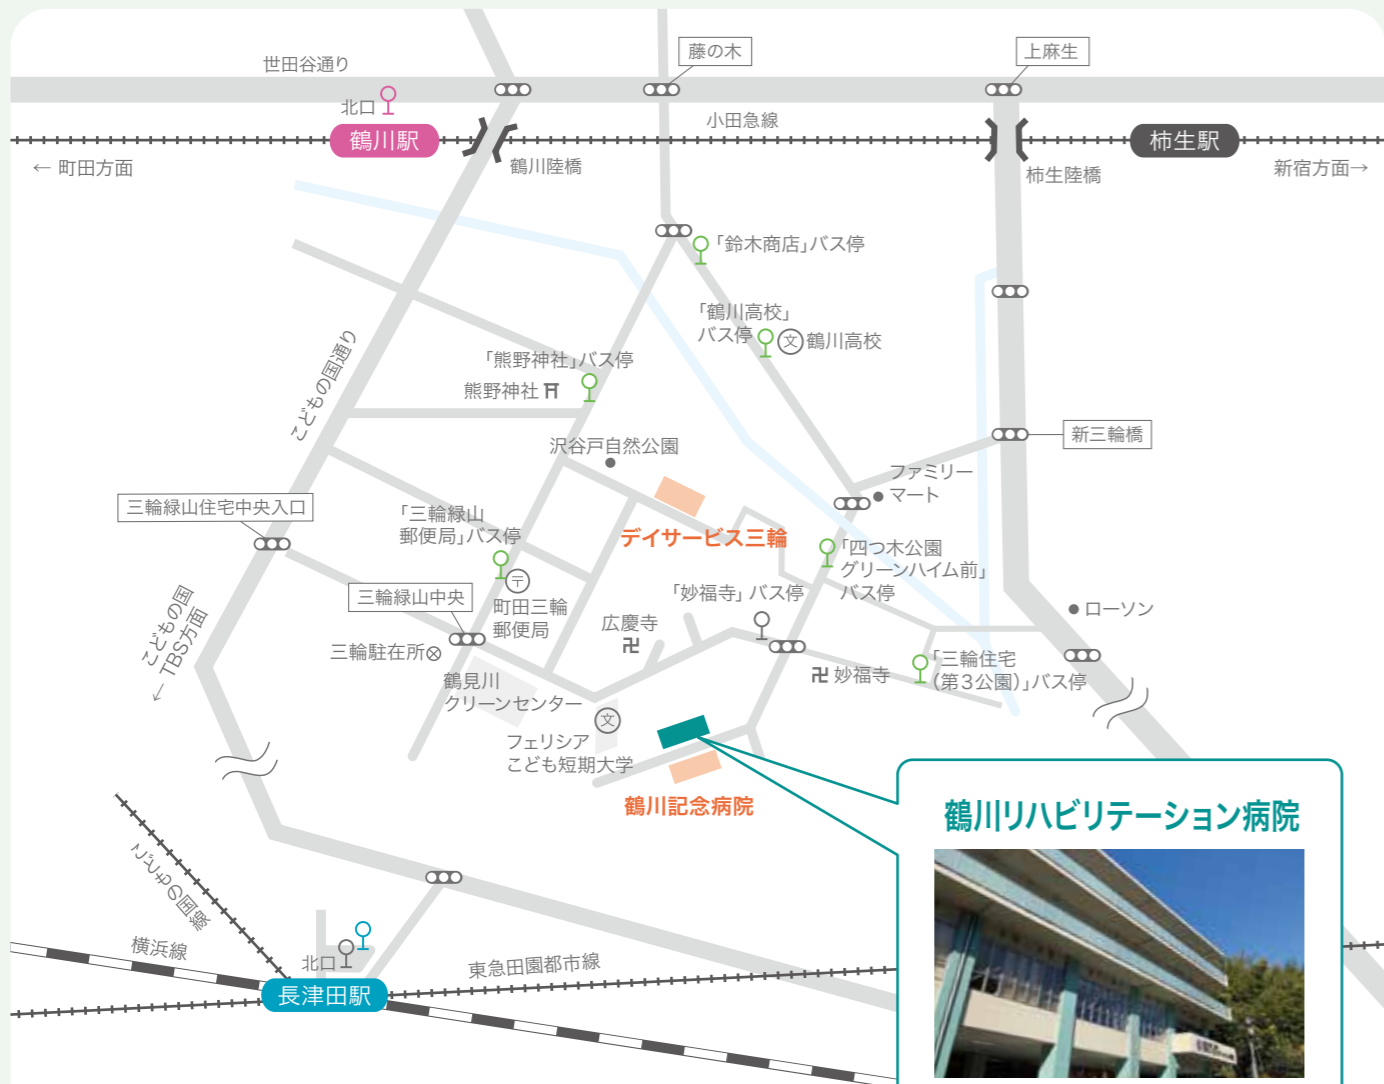 世田谷通り
藤の木
上麻生
北口
鶴川駅
小田急線
柿生駅
← 町田方面
鶴川陸橋
柿生陸橋
新宿方面→
「鈴木商店」バス停
「鶴川高校」
バス停
文
鶴川高校
こどもの国通り
「熊野神社」バス停
熊野神社
沢谷戸自然公園
新三輪橋
ファミリー
マート
三輪緑山住宅中央入口
「三輪緑山
郵便局」バス停
デイサービス三輪
「四つ木公園
グリーンハイム前」
バス停
〒
町田三輪
郵便局
三輪緑山中央
「妙福寺」バス停
広慶寺
卍
ローソン
こどもの国
← TBS方面
三輪駐在所
卍 妙福寺
「三輪住宅
(第3公園)」バス停
鶴見川
クリーンセンター
文
フェリシア
こども短期大学
鶴川記念病院
鶴川リハビリテーション病院
こどもの国線
横浜線
北口
東急田園都市線
長津田駅